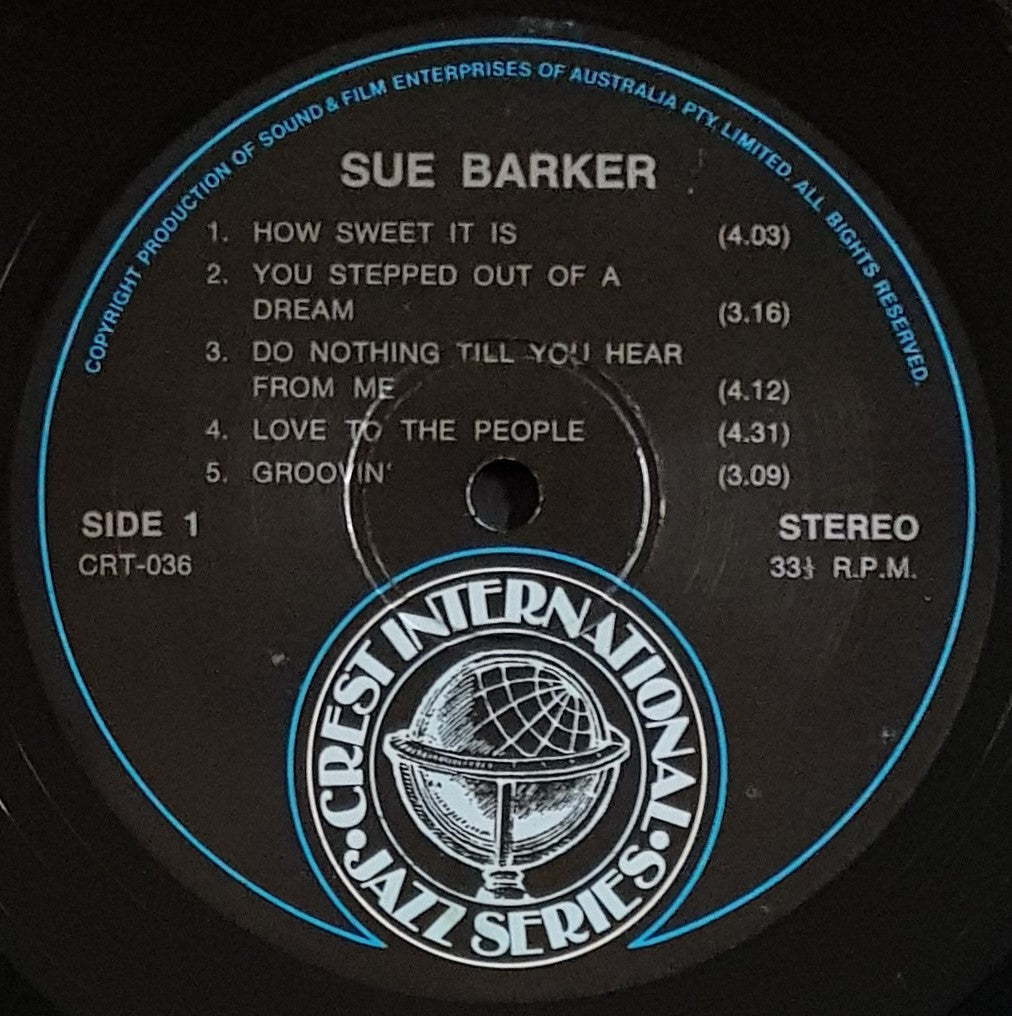 COPYRIGHT PRODUCTION OF SOUND & FILM ENTERPRISES OF AUSTRALIA PTY. LIMITED. ALL BIGHTS RESERVED.
SUE BARKER
1. HOW SWEET IT IS (4.03)
2. YOU STEPPED OUT OF A
DREAM (3.16)
3. DO NOTHING TILL YOU HEAR
FROM ME (4.12)
4. LOVE TO THE PEOPLE (4.31)
5. GROOVIN' (3.09)
SIDE 1 STEREO
CRT-036 33⅓ R.P.M.
CREST INTERNATIONAL
• JAZZ SERIES •